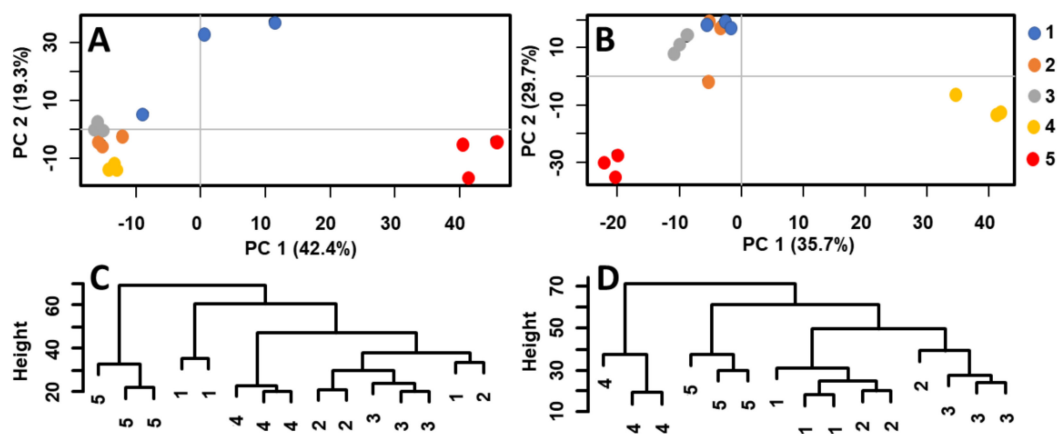 A
PC 2 (19.3%)
30
10
-10
-10 0 10 20 30 40
PC 1 (42.4%)
B
PC 2 (29.7%)
10
-10
-30
-20 -10 0 10 20 30 40
PC 1 (35.7%)
1
2
3
4
5
C
Height
60
40
20
5 5 5 1 1 4 4 4 2 2 3 3 3 1 2
D
Height
70
50
30
10
4 4 4 5 5 5 1 1 1 2 2 2 3 3 3